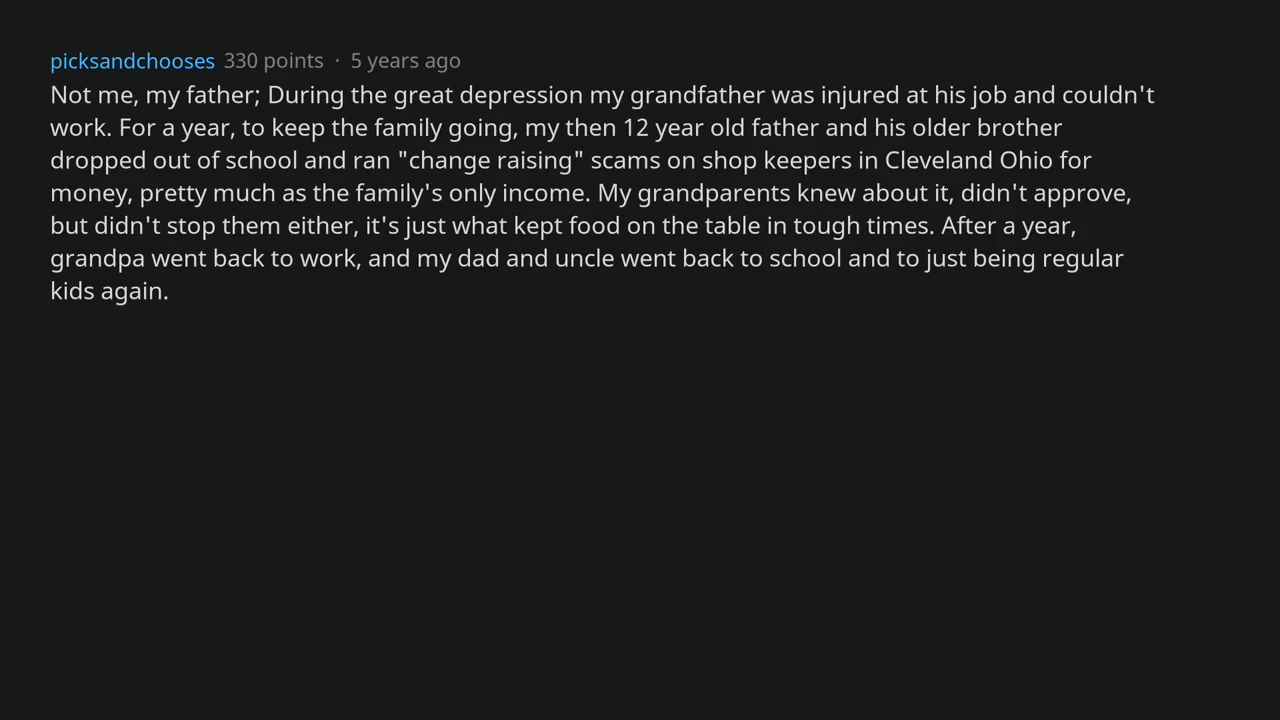 picksandchooses 330 points · 5 years ago
Not me, my father; During the great depression my grandfather was injured at his job and couldn't
work. For a year, to keep the family going, my then 12 year old father and his older brother
dropped out of school and ran "change raising" scams on shop keepers in Cleveland Ohio for
money, pretty much as the family's only income. My grandparents knew about it, didn't approve,
but didn't stop them either, it's just what kept food on the table in tough times. After a year,
grandpa went back to work, and my dad and uncle went back to school and to just being regular
kids again.